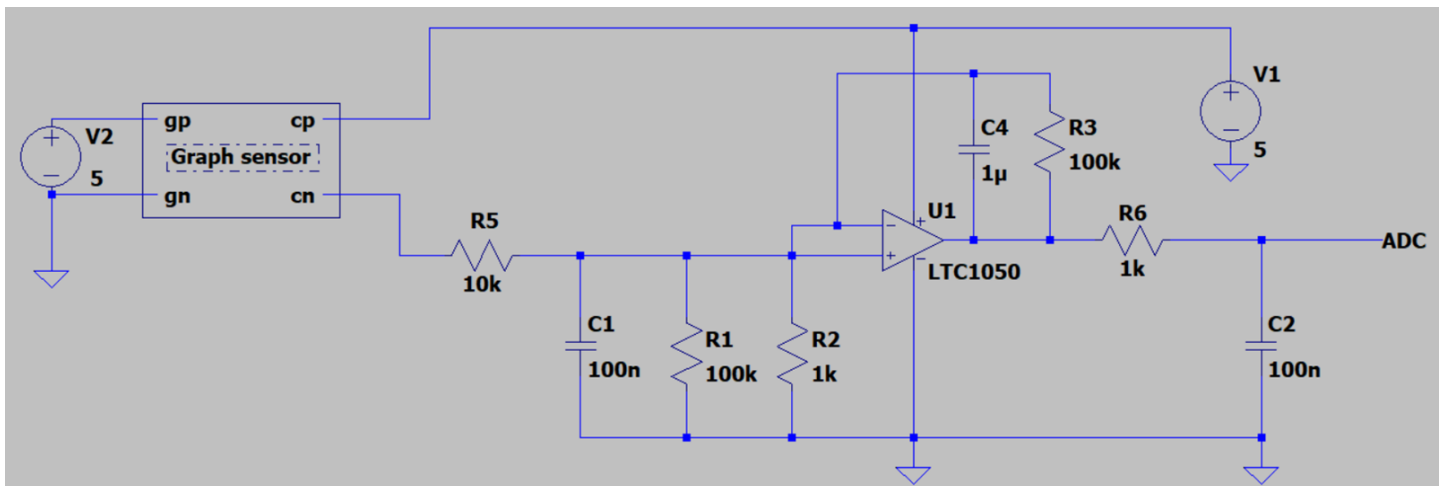 V1
5
V2
5
gp
cp
Graph sensor
gn
cn
C4
1µ
R3
100k
R5
10k
U1
LTC1050
R6
1k
ADC
C1
100n
R1
100k
R2
1k
C2
100n